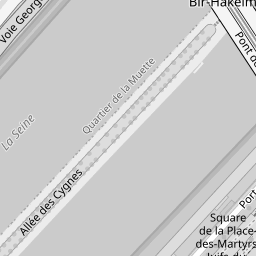 Bir-Hakeim
Voie Georg
Pont du
Quartier de la Muette
La Seine
Allée des Cygnes
Port
Square
de la Place-
des-Martyrs
Juifs du